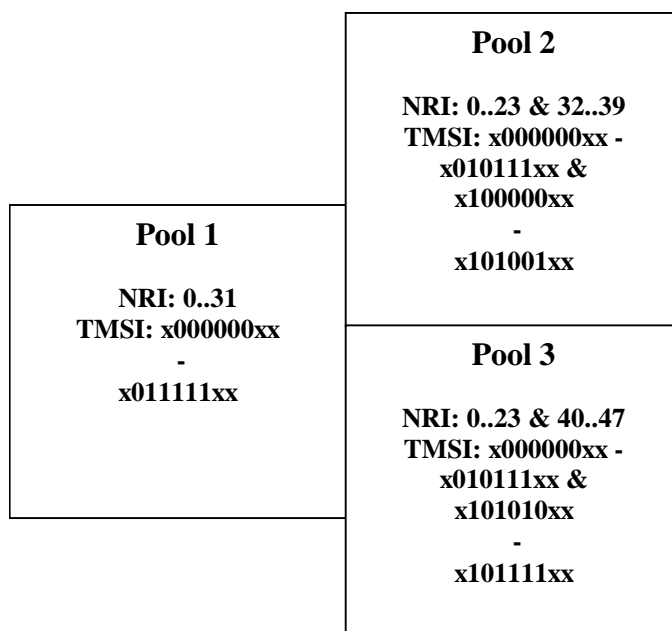 Pool 2
NRI: 0..23 & 32..39
TMSI: x000000xx -
x010111xx &
x100000xx
-
x101001xx
Pool 1
NRI: 0..31
TMSI: x000000xx
-
x011111xx
Pool 3
NRI: 0..23 & 40..47
TMSI: x000000xx -
x010111xx &
x101010xx
-
x101111xx